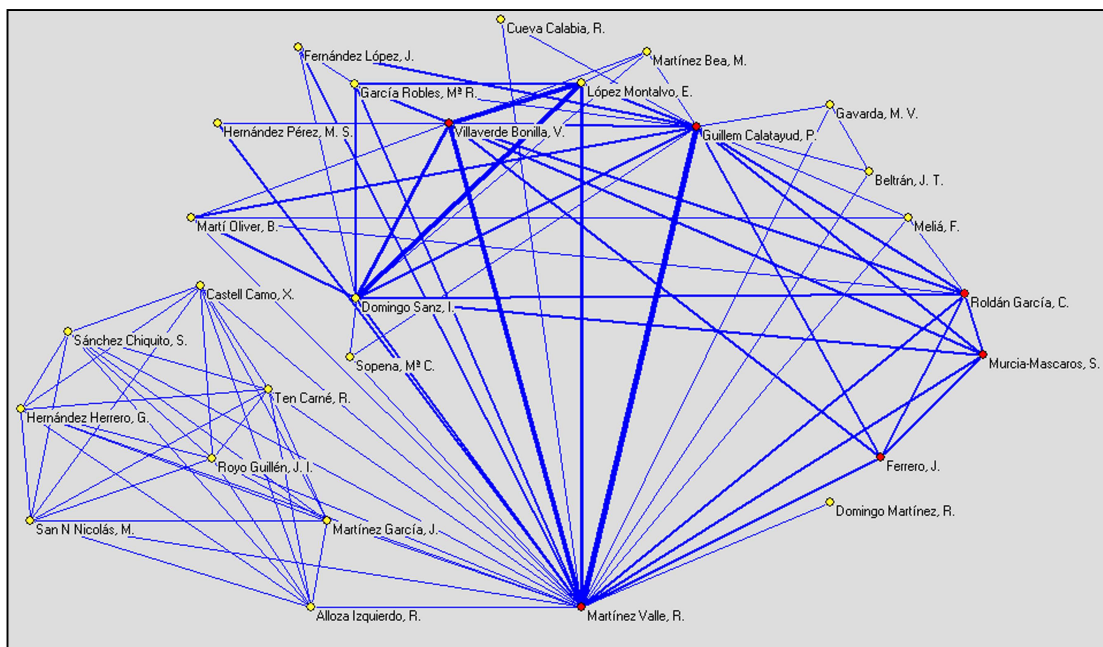 Cueva Calabia, R.
Fernández López, J.
Martínez Bea, M.
García Robles, Mª R.
López Montalvo, E.
Gavarda, M. V.
Hernández Pérez, M. S.
Villaverde Bonilla, V.
Guillem Calatayud, P.
Beltrán, J. T.
Martí Oliver, B.
Meliá, F.
Castell Camo, X.
Domingo Sanz, I.
Roldán García, C.
Sánchez Chiquito, S.
Sopena, Mª C.
Murcia-Mascaros, S.
Ten Carné, R.
Hernández Herrero, G.
Royo Guillén, J. I.
Ferrero, J.
San N Nicolás, M.
Martínez García, J.
Domingo Martínez, R.
Alloza Izquierdo, R.
Martínez Valle, R.